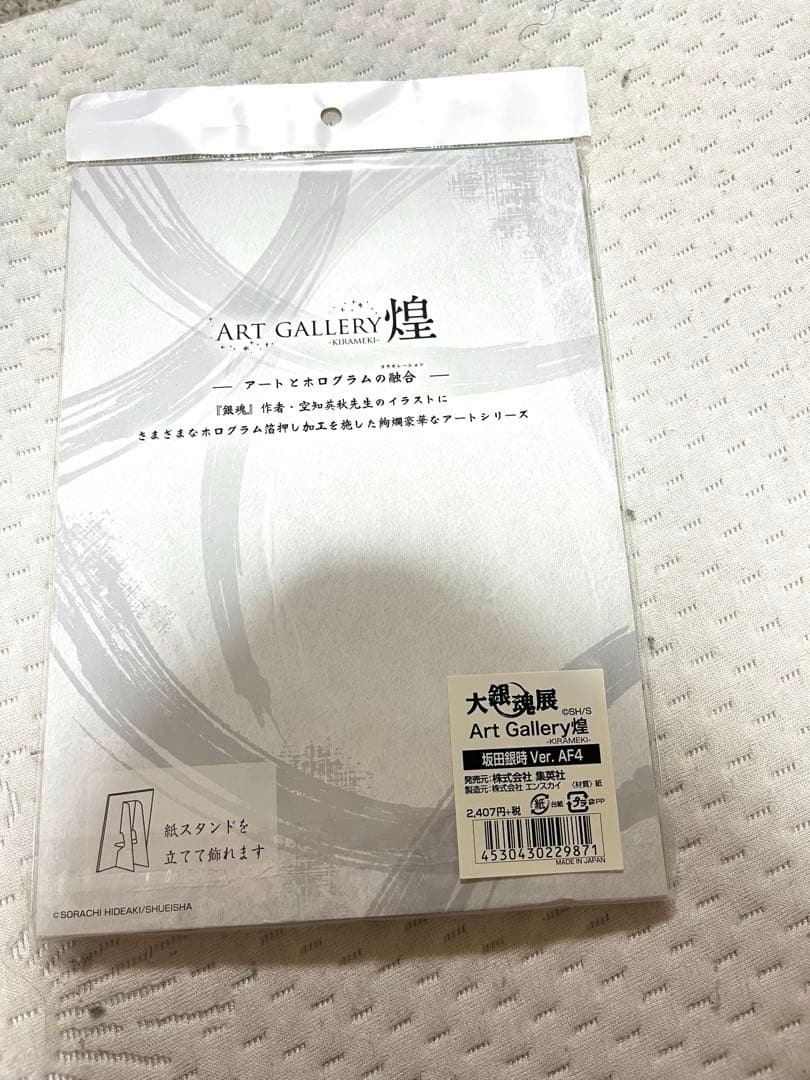 ART GALLERY 煌
-KIRAMEKI-
コラボレーション
― アートとホログラムの融合 ―
『銀魂』作者・空知英秋先生のイラストに
さまざまなホログラム箔押し加工を施した絢爛豪華なアートシリーズ
大銀魂展
©SH/S
Art Gallery煌
-KIRAMEKI-
坂田銀時 Ver. AF4
発売元:株式会社 集英社
製造元:株式会社 エンスカイ 〈材質〉紙
2,407円+税 紙 台紙 プラ 袋PP
4530430229871
MADE IN JAPAN
紙スタンドを
立てて飾れます
©SORACHI HIDEAKI/SHUEISHA